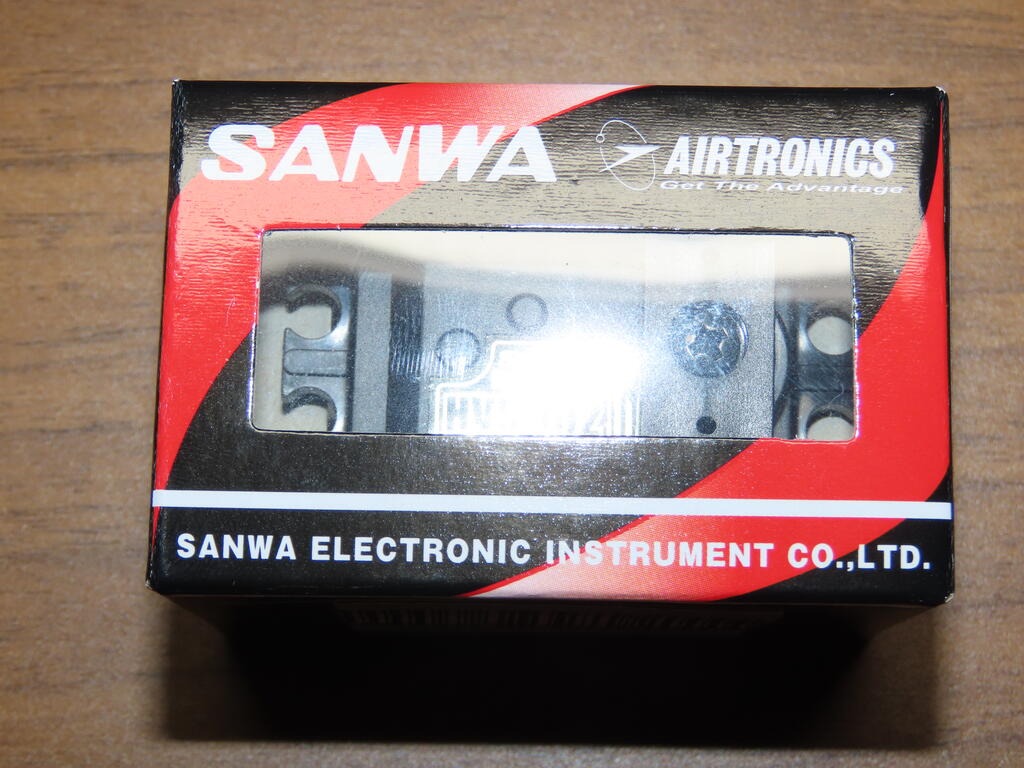 SANWA
AIRTRONICS
Get The Advantage
SANWA ELECTRONIC INSTRUMENT CO.,LTD.